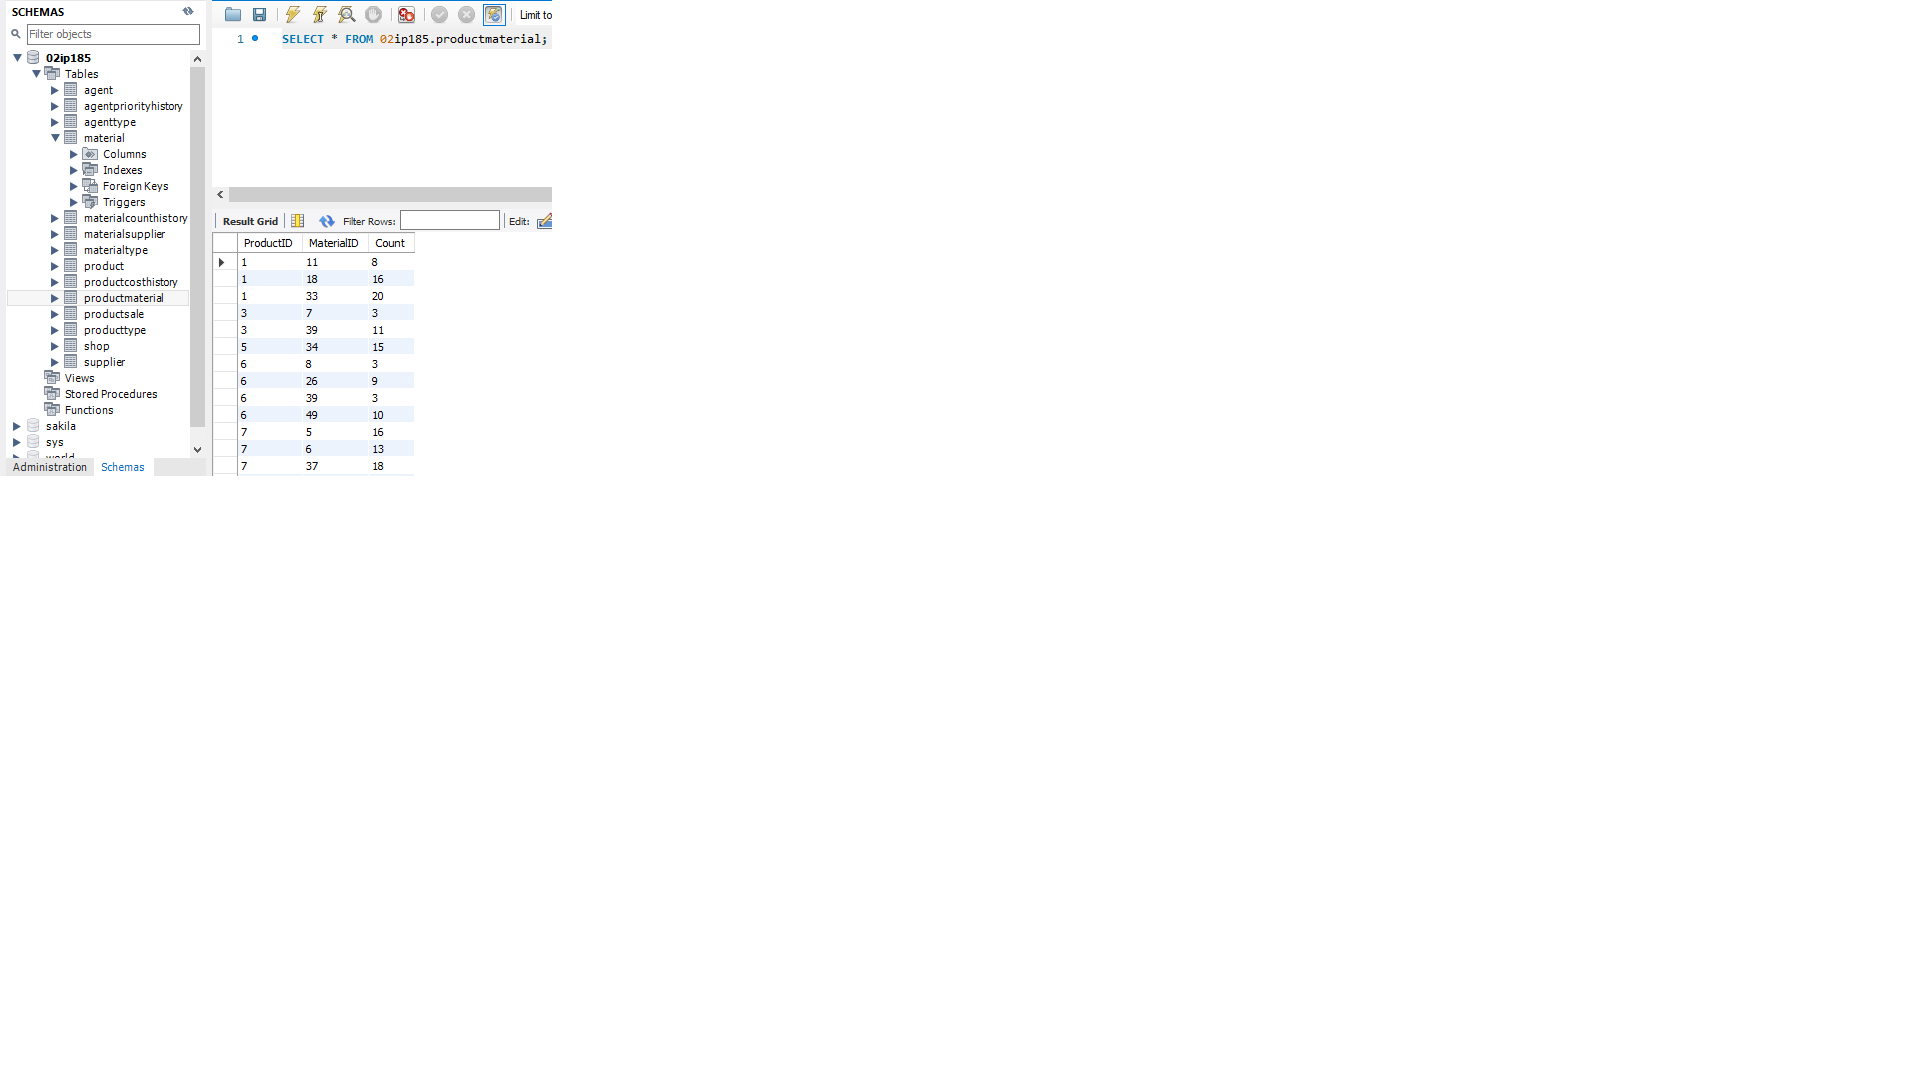 SCHEMAS
Filter objects
02ip185
Tables
agent
agentpriorityhistory
agenttype
material
Columns
Indexes
Foreign Keys
Triggers
materialcounthistory
materialsupplier
materialtype
product
productcosthistory
productmaterial
productsale
producttype
shop
supplier
Views
Stored Procedures
Functions
sakila
sys
world
Administration Schemas
Limit to
1 SELECT * FROM 02ip185.productmaterial;
Result Grid Filter Rows: Edit:
ProductID MaterialID Count
1 11 8
1 18 16
1 33 20
3 7 3
3 39 11
5 34 15
6 8 3
6 26 9
6 39 3
6 49 10
7 5 16
7 6 13
7 37 18